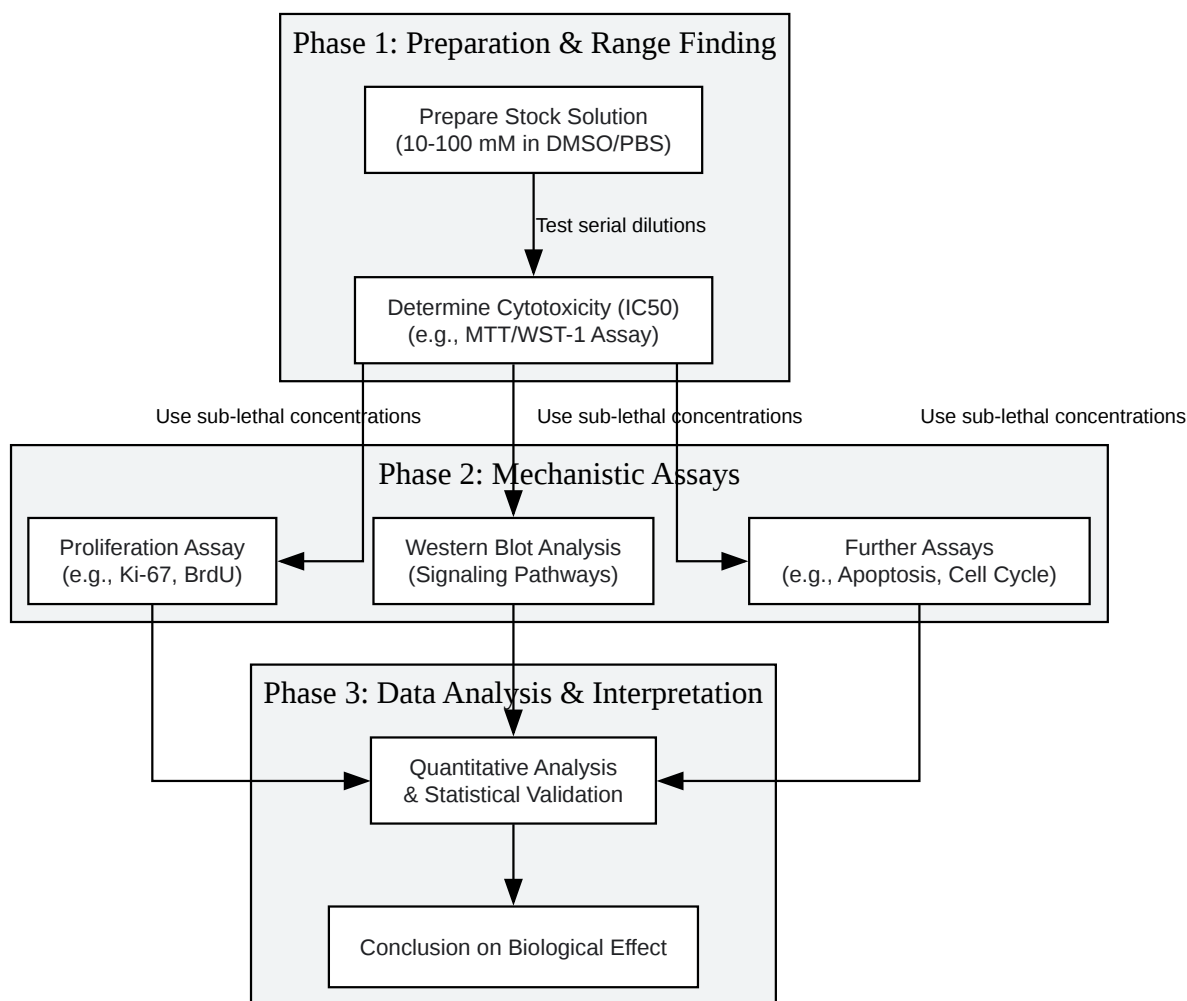 Phase 1: Preparation & Range Finding
Prepare Stock Solution
(10-100 mM in DMSO/PBS)
Test serial dilutions
Determine Cytotoxicity (IC50)
(e.g., MTT/WST-1 Assay)
Use sub-lethal concentrations
Use sub-lethal concentrations
Use sub-lethal concentrations
Phase 2: Mechanistic Assays
Proliferation Assay
(e.g., Ki-67, BrdU)
Western Blot Analysis
(Signaling Pathways)
Further Assays
(e.g., Apoptosis, Cell Cycle)
Phase 3: Data Analysis & Interpretation
Quantitative Analysis
& Statistical Validation
Conclusion on Biological Effect